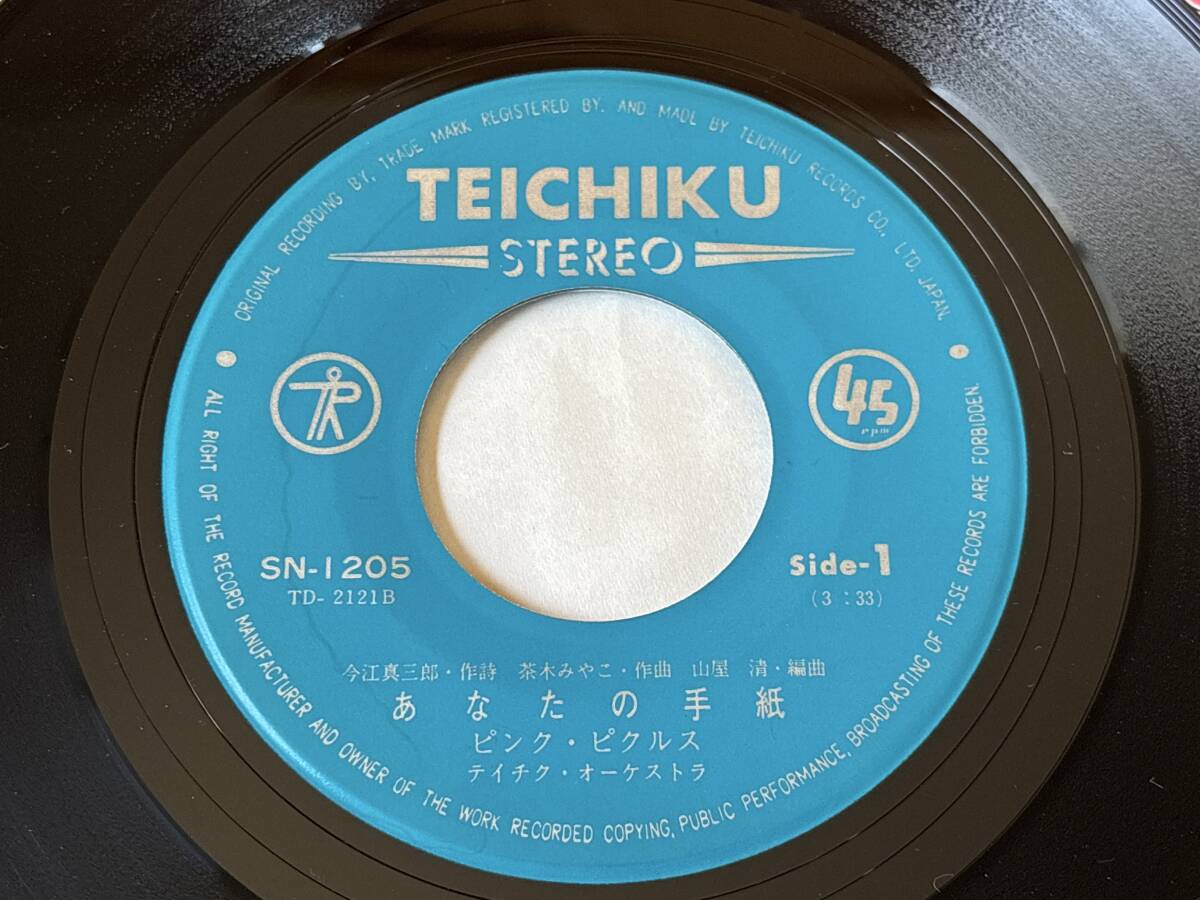 ORIGINAL RECORDING BY, TRADE MARK REGISTERED BY. AND MADE BY TEICHIKU RECORDS CO., LTD. JAPAN.
TEICHIKU
STEREO
TR
45
rpm
SN-1205
TD- 2121B
Side-1
(3 : 33)
今江真三郎・作詩 茶木みやこ・作曲 山屋 清・編曲
あなたの手紙
ピンク・ピクルス
テイチク・オーケストラ
ALL RIGHT OF THE RECORD MANUFACTURER AND OWNER OF THE WORK RECORDED COPYING, PUBLIC PERFORMANCE, BROADCASTING OF THESE RECORDS ARE FORBIDDEN.